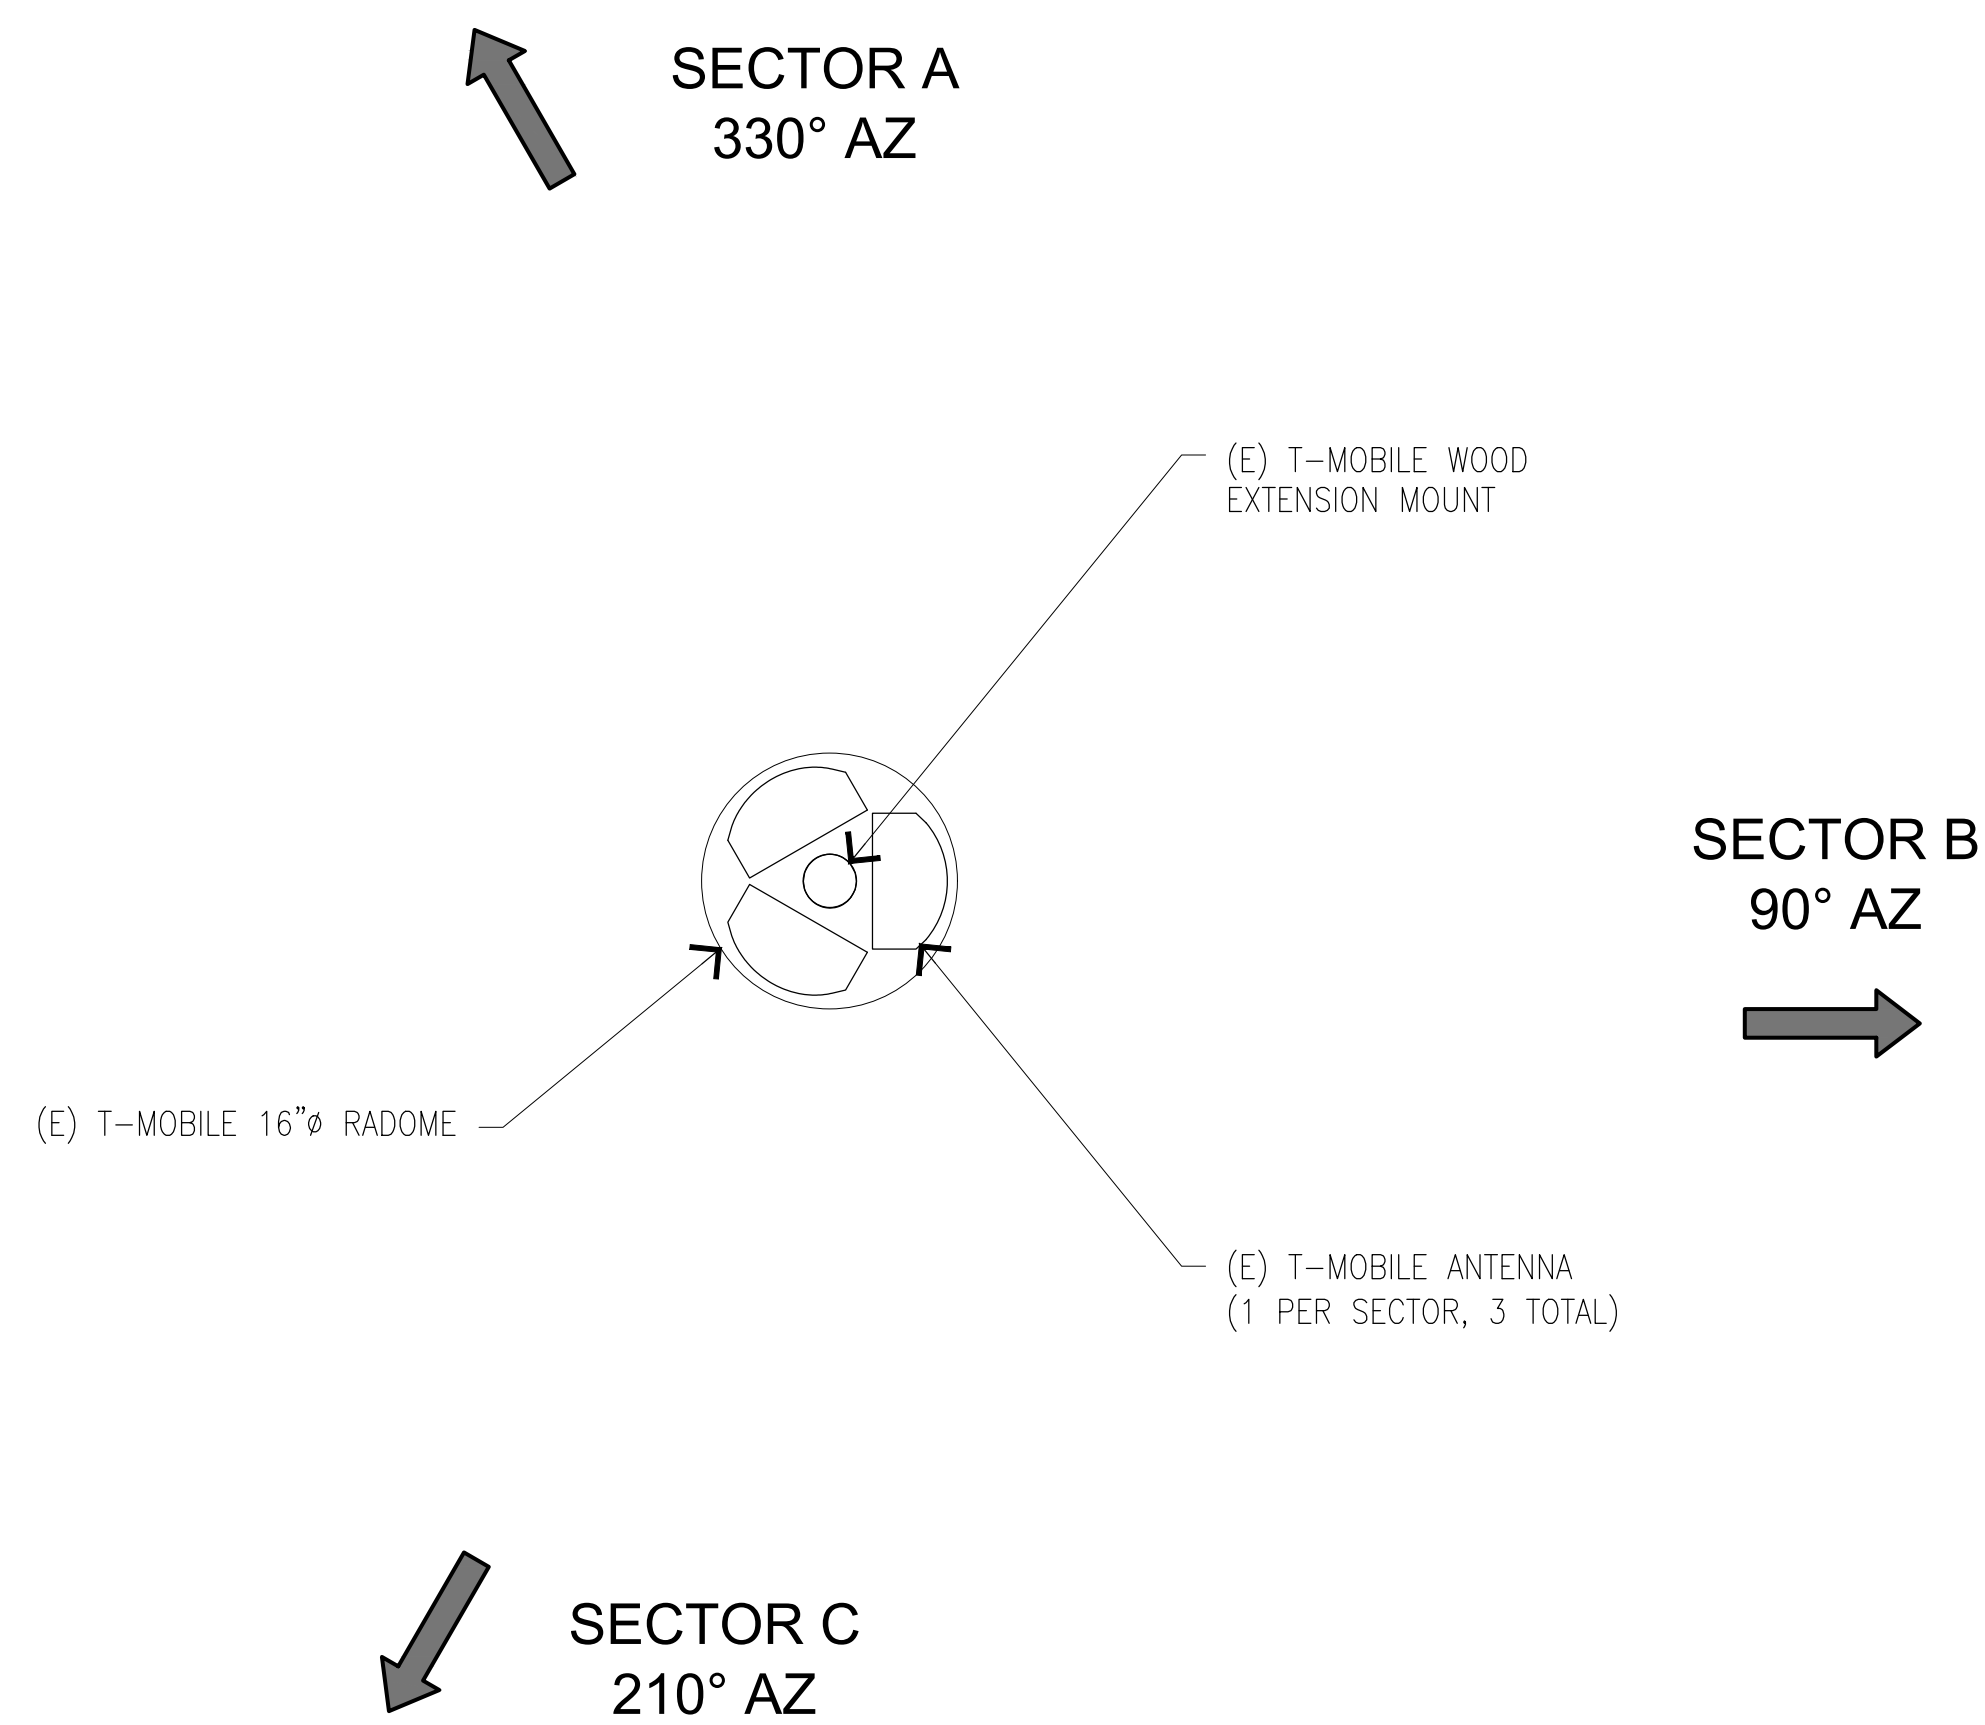 SECTOR A
330° AZ
(E) T-MOBILE WOOD
EXTENSION MOUNT
SECTOR B
90° AZ
(E) T-MOBILE 16"ø RADOME
(E) T-MOBILE ANTENNA
(1 PER SECTOR, 3 TOTAL)
SECTOR C
210° AZ